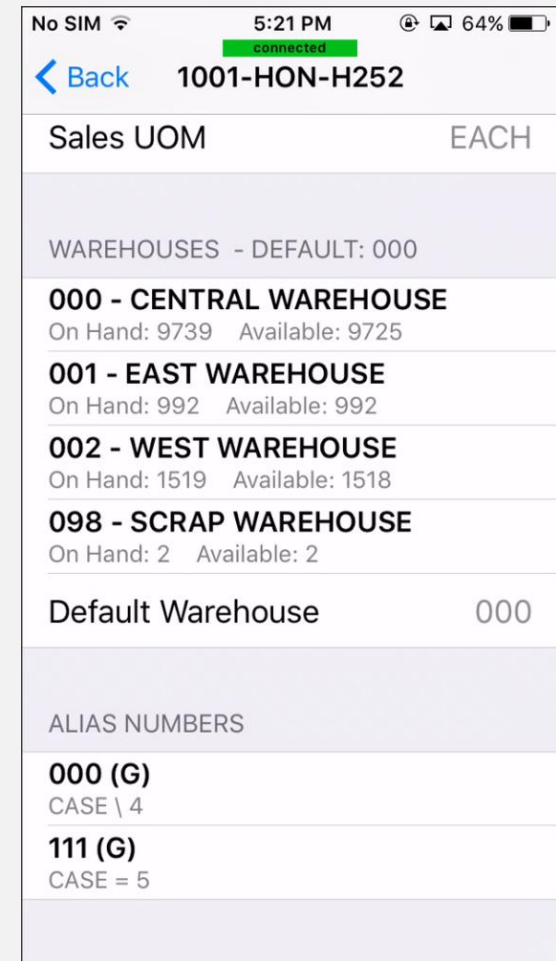 No SIM 5:21 PM 64%
connected
Back 1001-HON-H252
Sales UOM EACH
WAREHOUSES - DEFAULT: 000
000 - CENTRAL WAREHOUSE
On Hand: 9739 Available: 9725
001 - EAST WAREHOUSE
On Hand: 992 Available: 992
002 - WEST WAREHOUSE
On Hand: 1519 Available: 1518
098 - SCRAP WAREHOUSE
On Hand: 2 Available: 2
Default Warehouse 000
ALIAS NUMBERS
000 (G)
CASE \ 4
111 (G)
CASE = 5